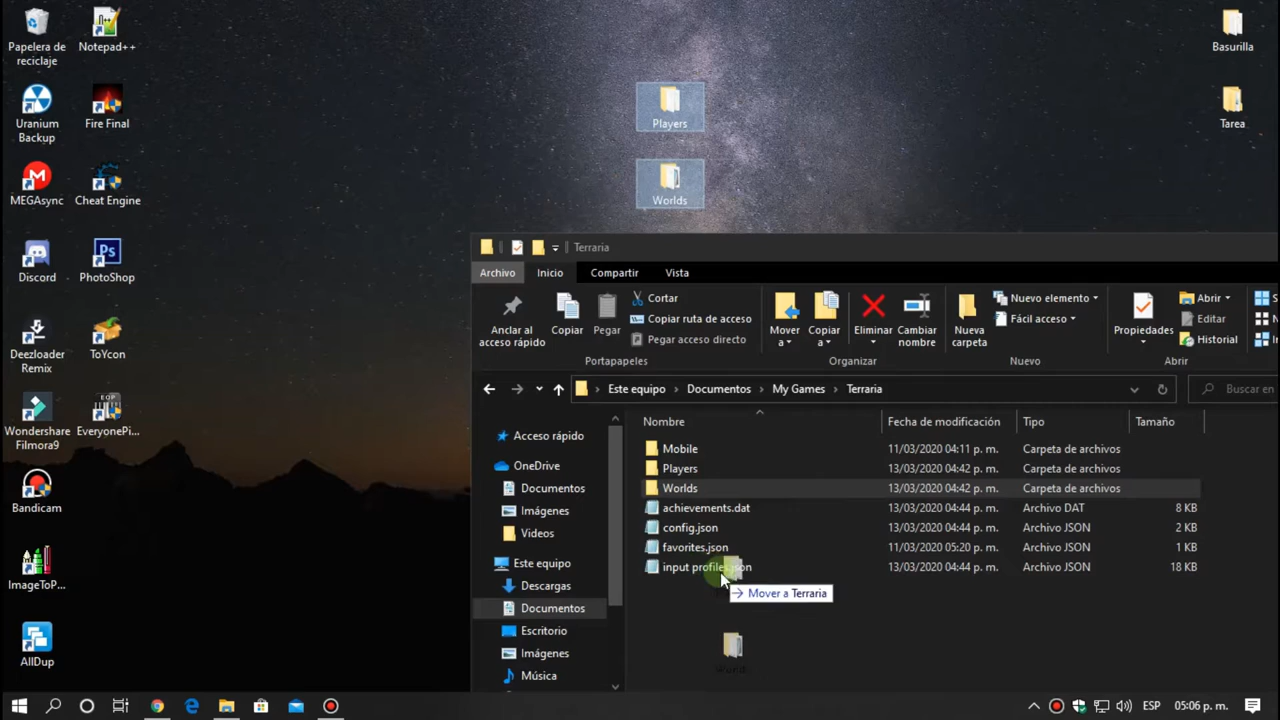 Papelera de
reciclaje
Notepad++
Uranium
Backup
Fire Final
MEGAsync
Cheat Engine
Discord
PhotoShop
Deezloader
Remix
ToYcon
Wondershare
Filmora9
EveryonePi...
Bandicam
ImageToP...
AllDup
Players
Worlds
Basurilla
Tarea
Terraria
Archivo Inicio Compartir Vista
Anclar al
acceso rápido
Copiar
Pegar
Cortar
Copiar ruta de acceso
Pegar acceso directo
Portapapeles
Mover
a
Copiar
a
Eliminar
Cambiar
nombre
Organizar
Nueva
carpeta
Nuevo elemento
Fácil acceso
Nuevo
Propiedades
Abrir
Editar
Historial
Abrir
Este equipo Documentos My Games Terraria
Buscar en
Acceso rápido
OneDrive
Documentos
Imágenes
Videos
Este equipo
Descargas
Documentos
Escritorio
Imágenes
Música
Nombre Fecha de modificación Tipo Tamaño
Mobile 11/03/2020 04:11 p. m. Carpeta de archivos
Players 13/03/2020 04:42 p. m. Carpeta de archivos
Worlds 13/03/2020 04:42 p. m. Carpeta de archivos
achievements.dat 13/03/2020 04:44 p. m. Archivo DAT 8 KB
config.json 13/03/2020 04:44 p. m. Archivo JSON 2 KB
favorites.json 11/03/2020 05:20 p. m. Archivo JSON 1 KB
input profiles.json 13/03/2020 04:44 p. m. Archivo JSON 18 KB
Mover a Terraria
ESP 05:06 p. m.